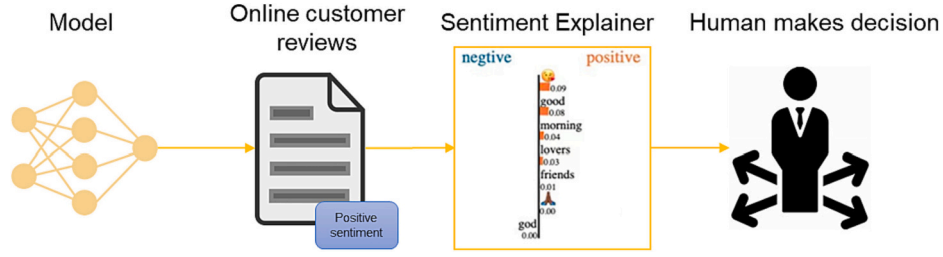 Model
Online customer
reviews
Sentiment Explainer
Human makes decision
negtive
positive
0.09
good
0.08
morning
0.04
lovers
0.03
friends
0.01
0.00
god
0.00
Positive
sentiment